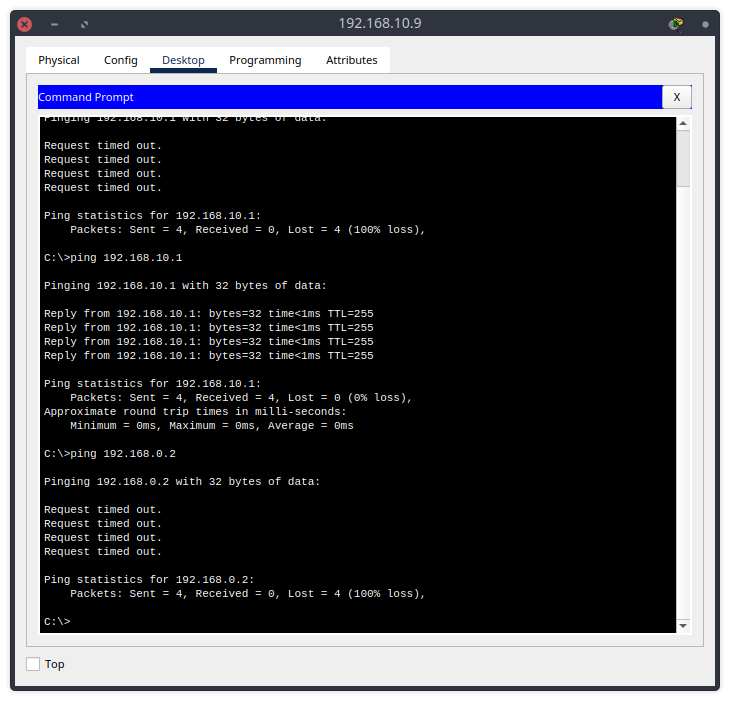 192.168.10.9
Physical Config Desktop Programming Attributes
Command Prompt X
Pinging 192.168.10.1 with 32 bytes of data:
Request timed out.
Request timed out.
Request timed out.
Request timed out.
Ping statistics for 192.168.10.1:
Packets: Sent = 4, Received = 0, Lost = 4 (100% loss),
C:\>ping 192.168.10.1
Pinging 192.168.10.1 with 32 bytes of data:
Reply from 192.168.10.1: bytes=32 time<1ms TTL=255
Reply from 192.168.10.1: bytes=32 time<1ms TTL=255
Reply from 192.168.10.1: bytes=32 time<1ms TTL=255
Reply from 192.168.10.1: bytes=32 time<1ms TTL=255
Ping statistics for 192.168.10.1:
Packets: Sent = 4, Received = 4, Lost = 0 (0% loss),
Approximate round trip times in milli-seconds:
Minimum = 0ms, Maximum = 0ms, Average = 0ms
C:\>ping 192.168.0.2
Pinging 192.168.0.2 with 32 bytes of data:
Request timed out.
Request timed out.
Request timed out.
Request timed out.
Ping statistics for 192.168.0.2:
Packets: Sent = 4, Received = 0, Lost = 4 (100% loss),
C:\>
Top